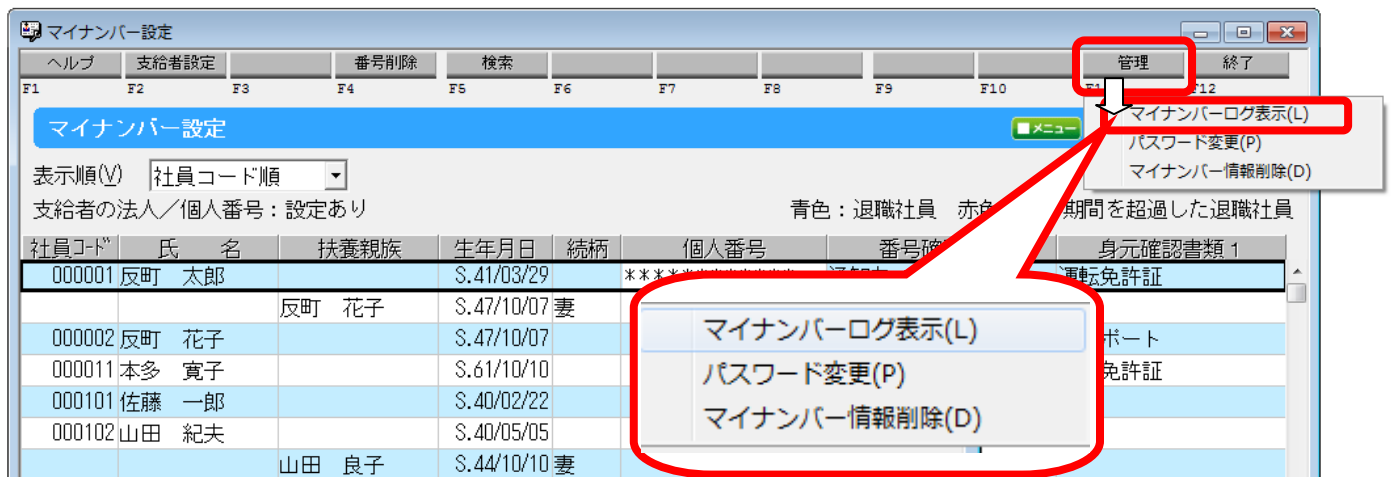 マイナンバー設定
ヘルプ 支給者設定 番号削除 検索 管理 終了
F1 F2 F3 F4 F5 F6 F7 F8 F9 F10 F12
マイナンバー設定 メニュー
マイナンバーログ表示(L)
パスワード変更(P)
マイナンバー情報削除(D)
表示順(V) 社員コード順
支給者の法人/個人番号:設定あり 青色:退職社員 期間を超過した退職社員
社員コード 氏 名 扶養親族 生年月日 続柄 個人番号 身元確認書類1
000001 反町 太郎 S.41/03/29 運転免許証
反町 花子 S.47/10/07 妻
000002 反町 花子 S.47/10/07
000011 本多 寛子 S.61/10/10 免許証
000101 佐藤 一郎 S.40/02/22
000102 山田 紀夫 S.40/05/05
山田 良子 S.44/10/10 妻
マイナンバーログ表示(L)
パスワード変更(P)
マイナンバー情報削除(D)